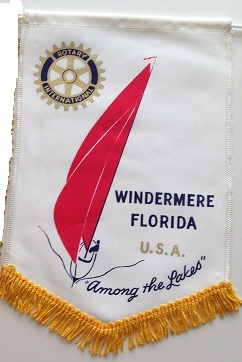 ROTARY
INTERNATIONAL
WINDERMERE
FLORIDA
U.S.A.
"Among the Lakes"